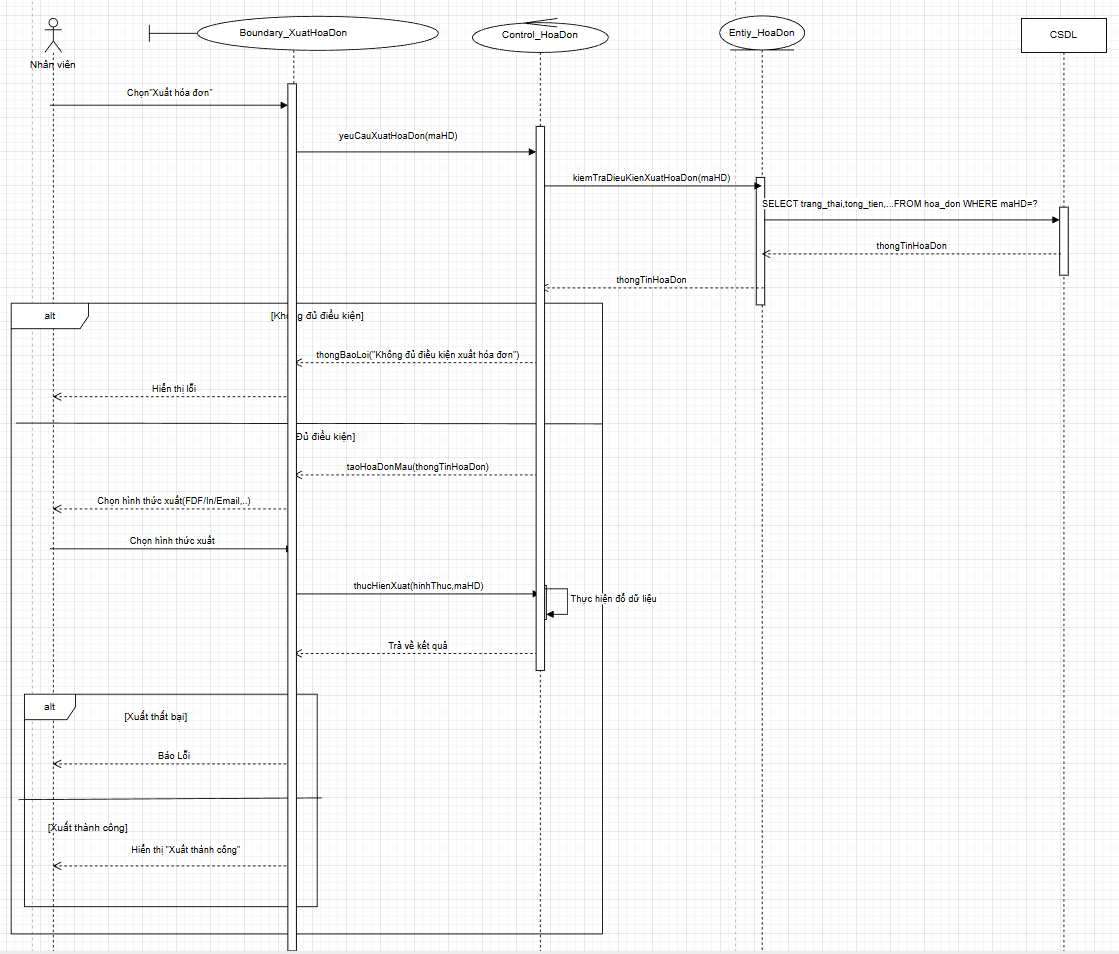 Boundary_XuatHoaDon
Control_HoaDon
Entiy_HoaDon
CSDL
Nhân viên
Chọn"Xuất hóa đơn"
yeuCauXuatHoaDon(maHD)
kiemTraDieuKienXuatHoaDon(maHD)
SELECT trang_thai,tong_tien,...FROM hoa_don WHERE maHD=?
thongTinHoaDon
thongTinHoaDon
alt
[Không đủ điều kiện]
thongBaoLoi("Không đủ điều kiện xuất hóa đơn")
Hiển thị lỗi
Đủ điều kiện]
taoHoaDonMau(thongTinHoaDon)
Chọn hình thức xuất(FDF/In/Email,..)
Chọn hình thức xuất
thucHienXuat(hinhThuc,maHD)
Thực hiện đổ dữ liệu
Trả về kết quả
alt
[Xuất thất bại]
Báo Lỗi
[Xuất thành công]
Hiển thị "Xuất thành công"